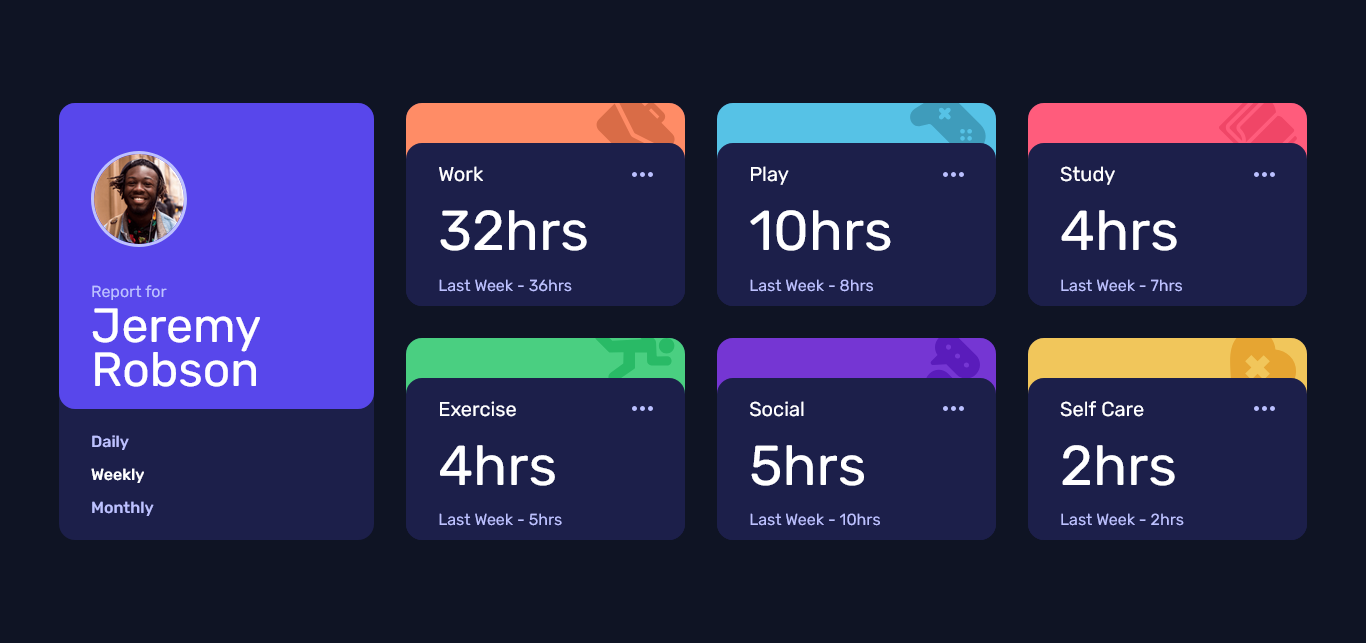 Report for
Jeremy
Robson
Daily
Weekly
Monthly
Work
32hrs
Last Week - 36hrs
Play
10hrs
Last Week - 8hrs
Study
4hrs
Last Week - 7hrs
Exercise
4hrs
Last Week - 5hrs
Social
5hrs
Last Week - 10hrs
Self Care
2hrs
Last Week - 2hrs